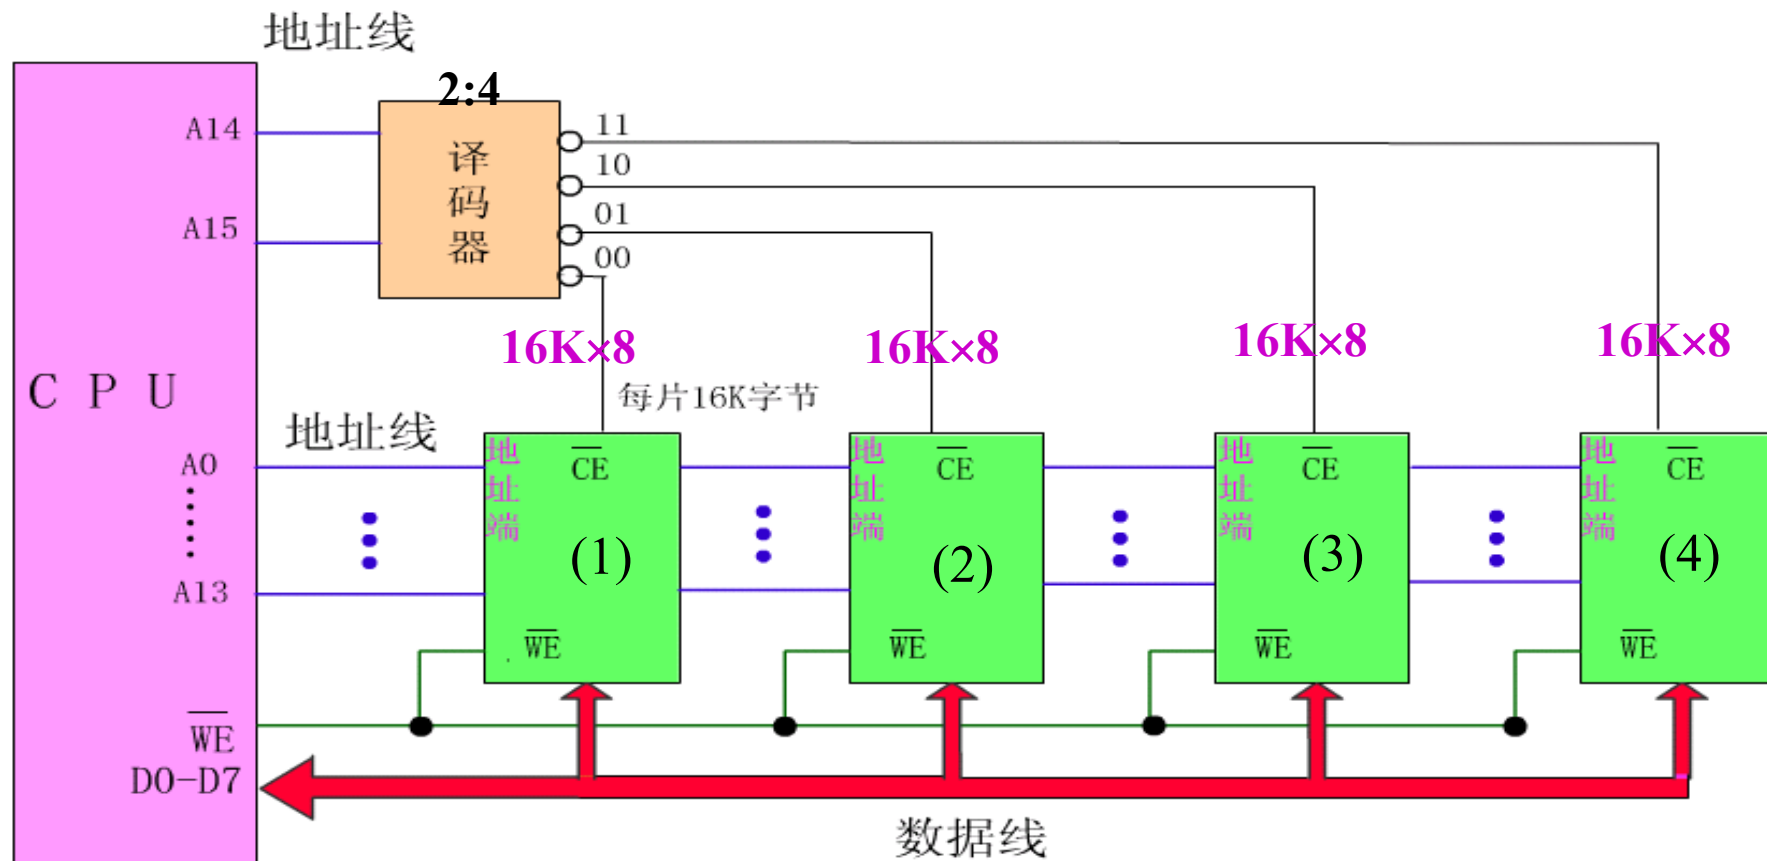 地址线
2:4
译码器
A14
A15
11
10
01
00
16K×8
16K×8
16K×8
16K×8
每片16K字节
CPU
地址线
A0
A13
地址端
CE
(1)
WE
地址端
CE
(2)
WE
地址端
CE
(3)
WE
地址端
CE
(4)
WE
WE
D0-D7
数据线